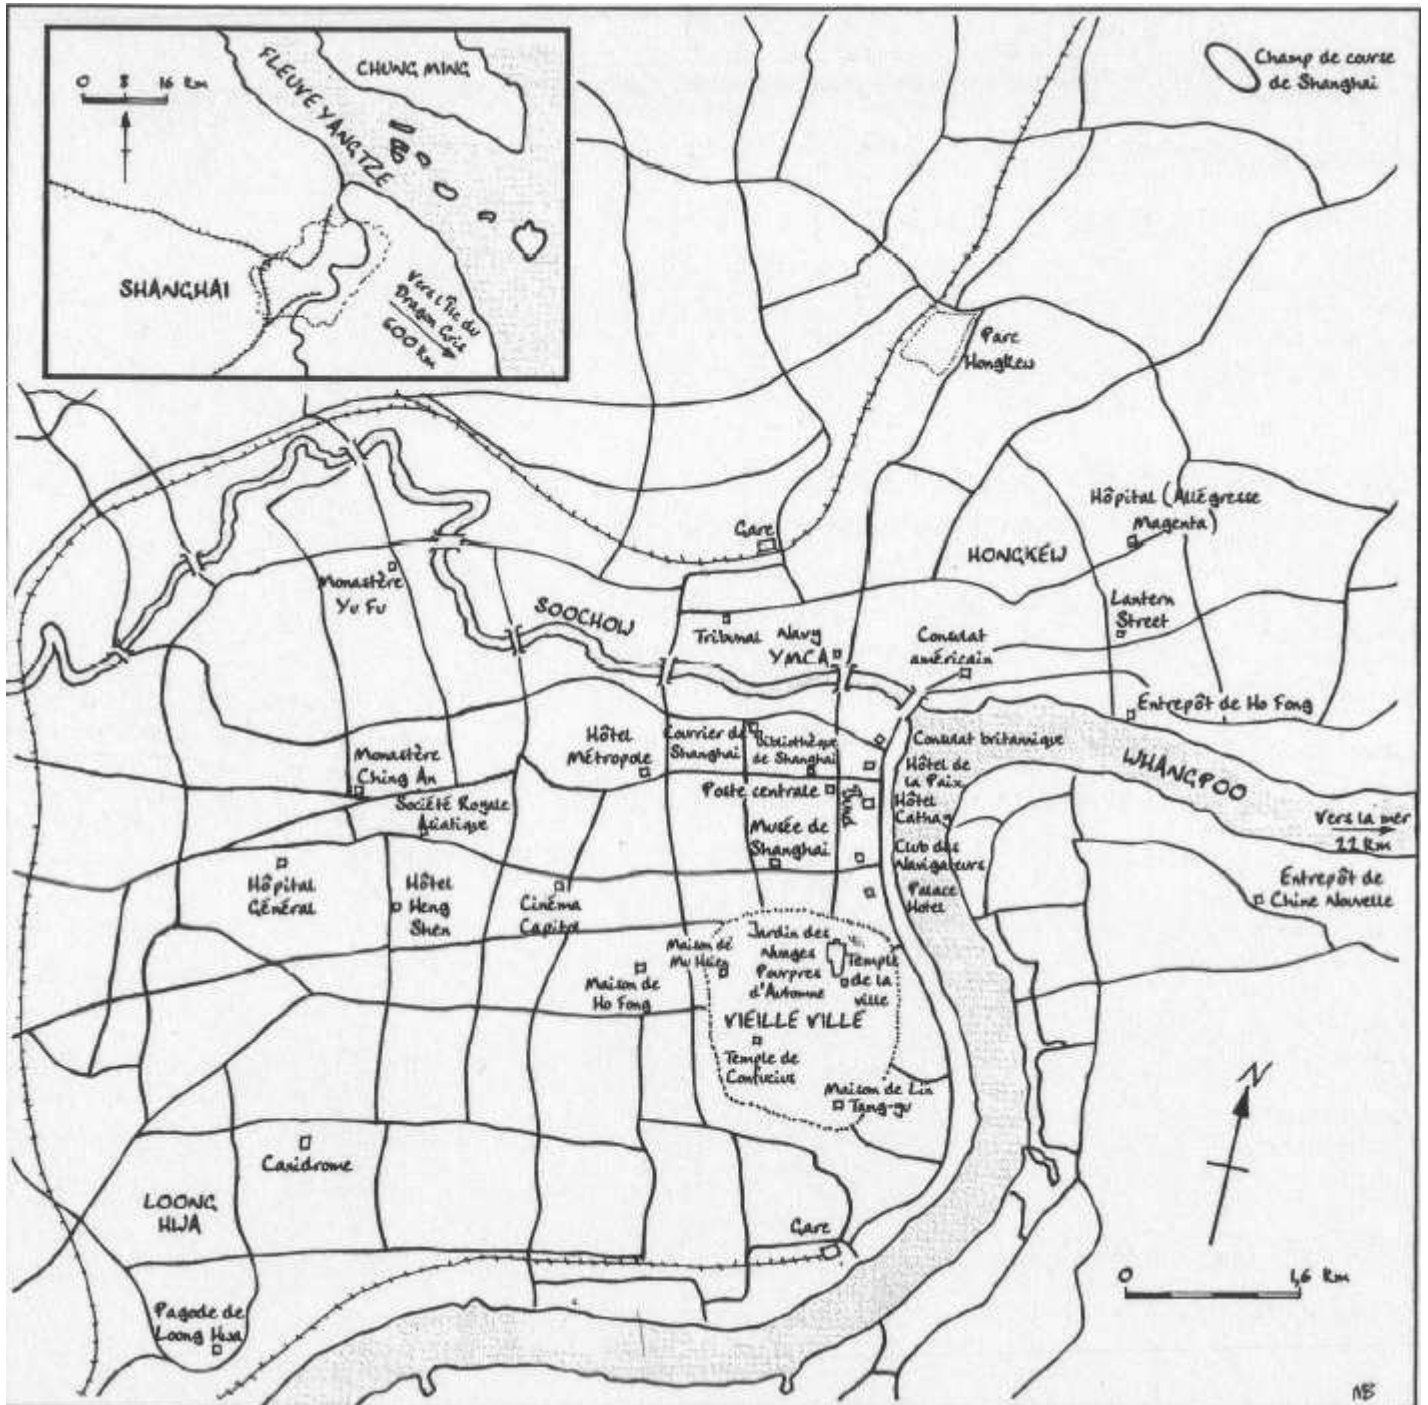 0 8 16 Km
FLEUVE YANGTZE
CHUNG MING
SHANGHAI
Vers l'Île du
Dragon Gris
600 Km
Champ de course
de Shanghai
Parc
Hongkew
Gare
Hôpital (Allégresse
Magenta)
HONGKEW
Monastère
Yu Fu
SOOCHOW
Tribunal
Navy
YMCA
Consulat
américain
Lantern
Street
Entrepôt de Ho Fong
Hôtel
Métropole
Courrier de
Shanghai
Bibliothèque
de Shanghai
Consulat britannique
WHANGPOO
Monastère
Ching An
Société Royale
Asiatique
Poste centrale
Bund
Hôtel de
la Paix
Hôtel
Cathay
Vers la mer
22 Km
Musée de
Shanghai
Club des
Navigateurs
Hôpital
Général
Hôtel
Heng
Shen
Cinéma
Capitol
Palace
Hotel
Entrepôt de
Chine Nouvelle
Maison de
Mu Hsien
Jardin des
Nuages
Pourpres
d'Automne
Temple
de la
ville
Maison de
Ho Fong
VIEILLE VILLE
Temple de
Confucius
Maison de Lin
Tang-yu
N
Canidrome
LOONG
HWA
Gare
0 1,6 Km
Pagode de
Loong Hwa
NB